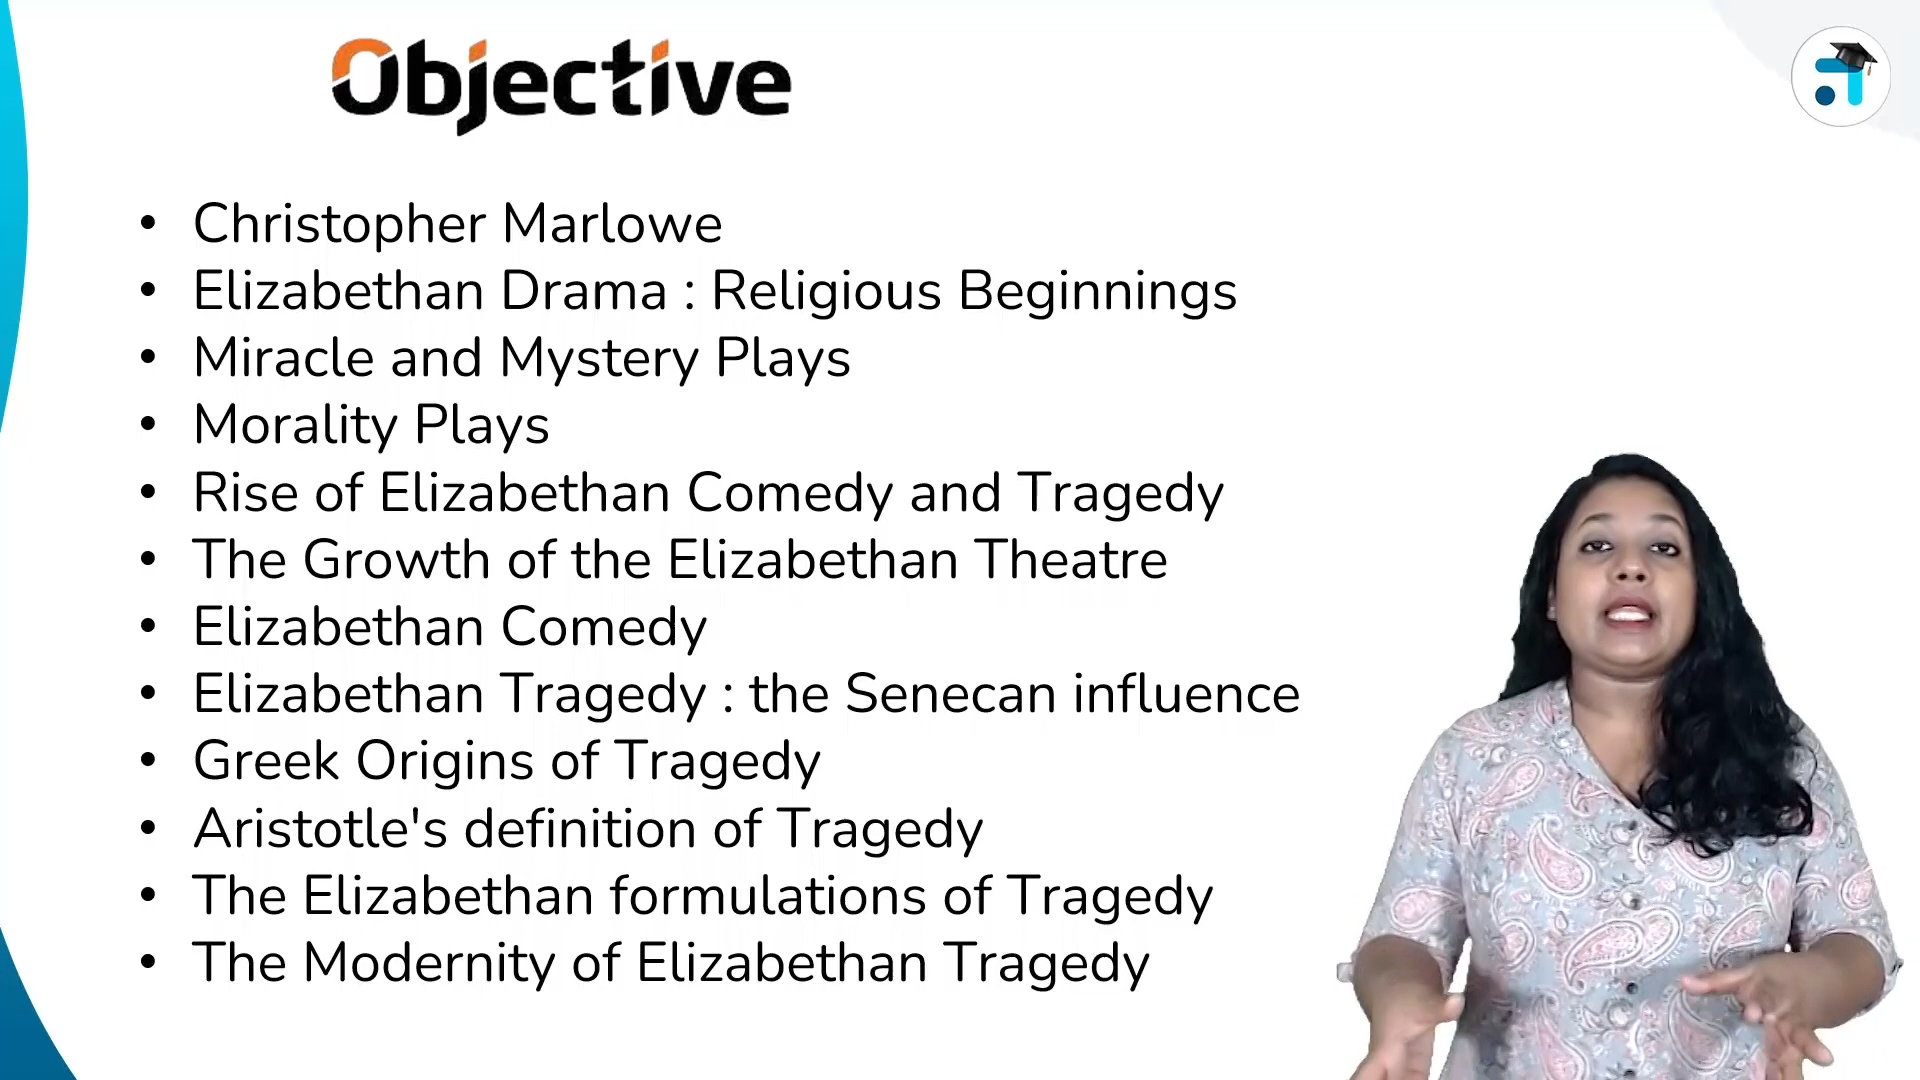 Objective
• Christopher Marlowe
• Elizabethan Drama : Religious Beginnings
• Miracle and Mystery Plays
• Morality Plays
• Rise of Elizabethan Comedy and Tragedy
• The Growth of the Elizabethan Theatre
• Elizabethan Comedy
• Elizabethan Tragedy : the Senecan influence
• Greek Origins of Tragedy
• Aristotle's definition of Tragedy
• The Elizabethan formulations of Tragedy
• The Modernity of Elizabethan Tragedy